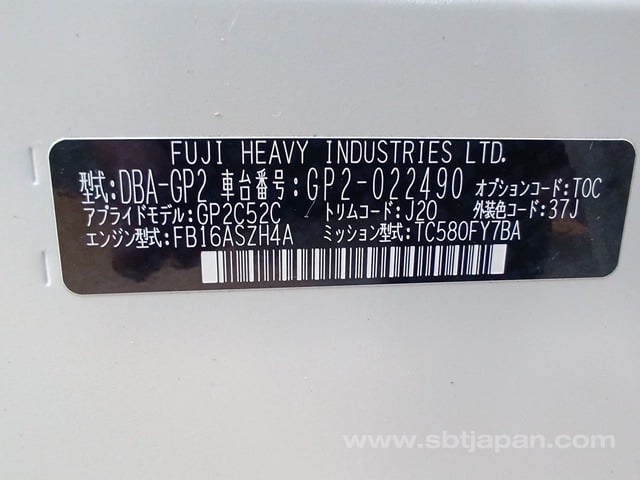 FUJI HEAVY INDUSTRIES LTD.
型式:DBA-GP2 車台番号:GP2-022490 オプションコード:TOC
アプライドモデル:GP2C52C トリムコード:J20 外装色コード:37J
エンジン型式:FB16ASZH4A ミッション型式:TC580FY7BA
www.sbtjapan.com